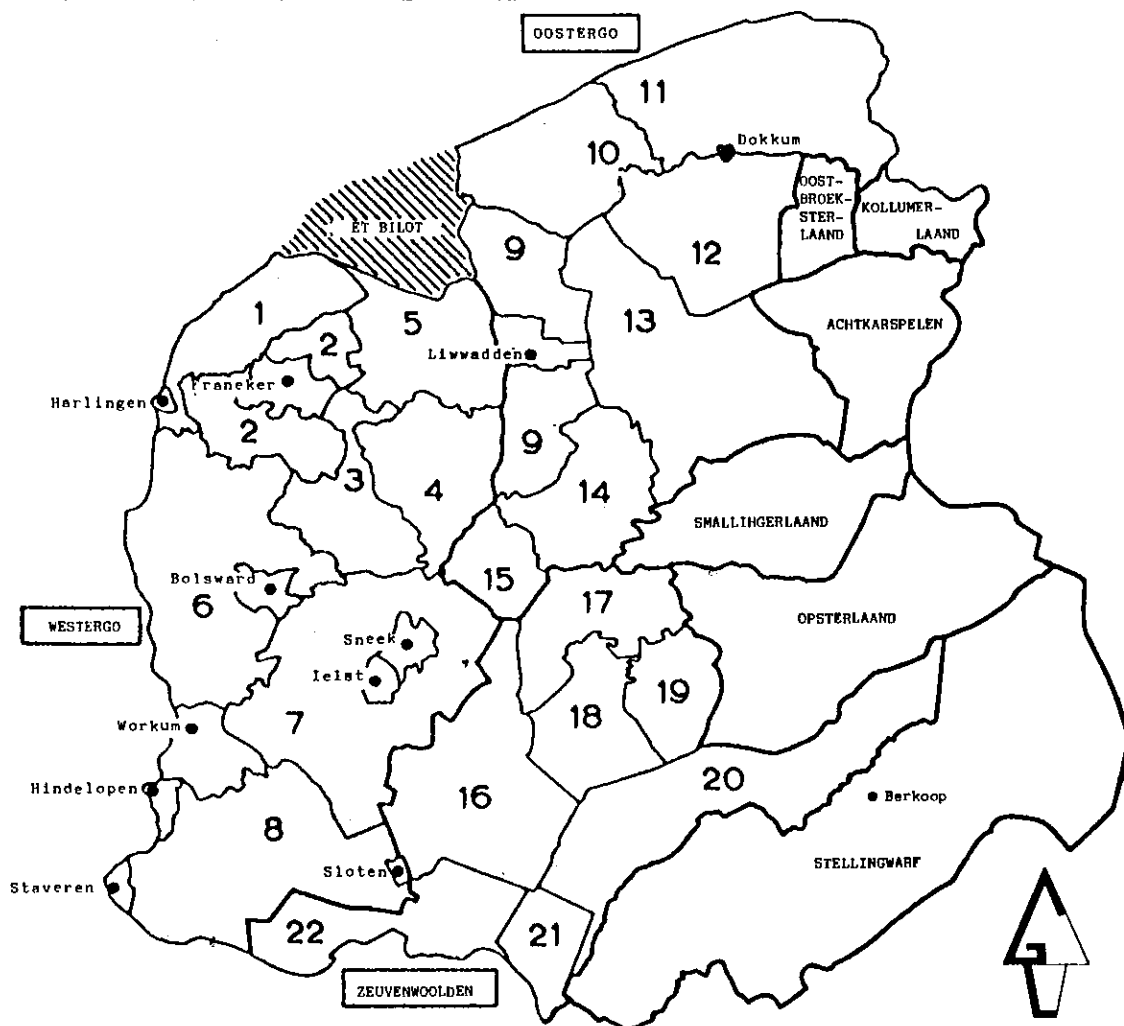 OOSTERGO
11
Dokkum
10
OOST-
BROEK-
STER-
LAAND
KOLLUMER-
LAAND
ET BILOT
9
12
1
5
13
2
ACHTKARSPELEN
Liwwadden
Franeker
Harlingen
2
9
3
4
14
SMALLINGERLAAND
15
Bolsward
6
17
WESTERGO
OPSTERLAAND
Sneek
Ielst
19
18
7
Workum
20
Hindelopen
16
Berkoop
8
STELLINGWARF
Sloten
Staveren
22
21
ZEUVENWOOLDEN